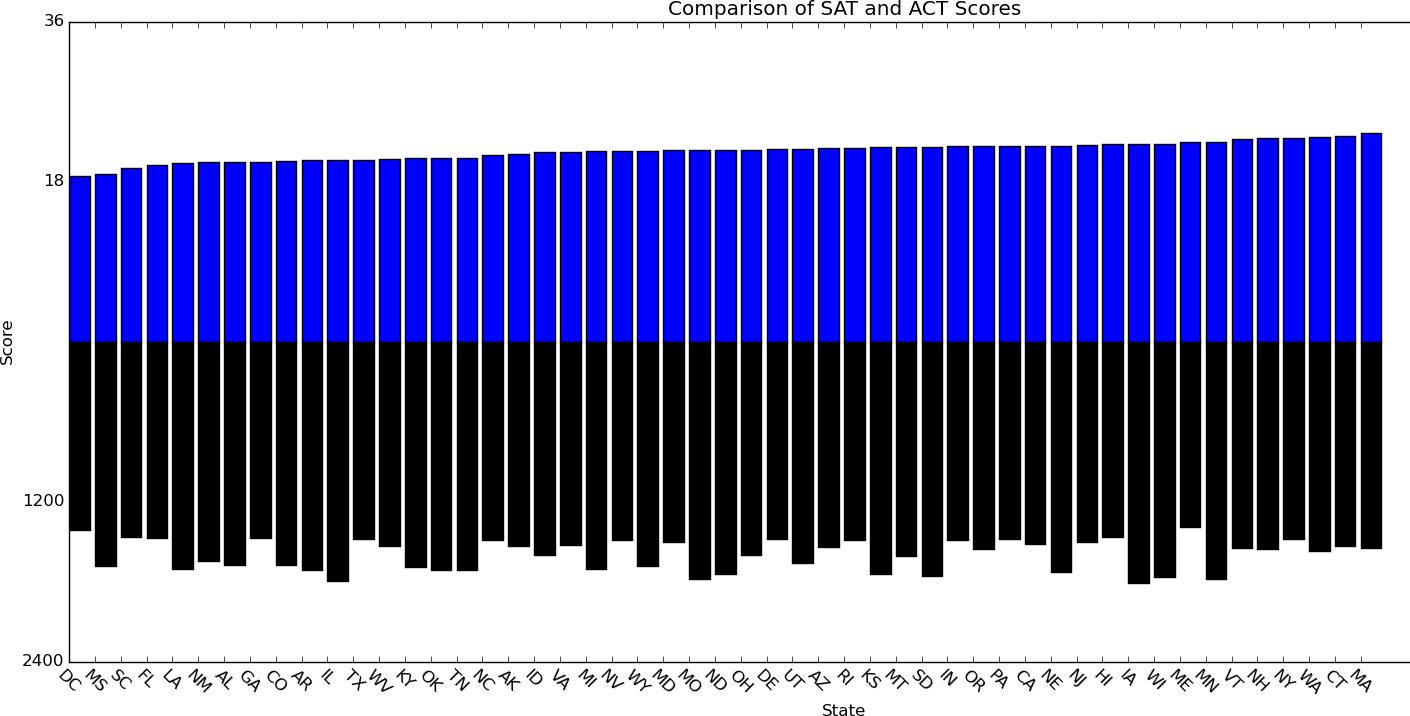 Comparison of SAT and ACT Scores
36
18
1200
2400
Score
DC MS SC FL LA NM AL GA CO AR IL TX WV KY OK TN NC AK ID VA MI NV WY MD MO ND OH DE UT AZ RI KS MT SD IN OR PA CA NE NJ HI IA WI ME MN VT NH NY WA CT MA
State